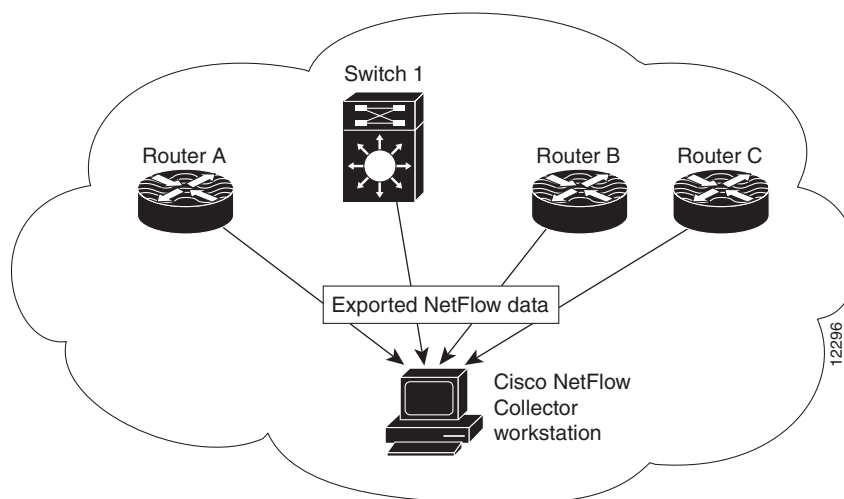 Switch 1
Router A
Router B
Router C
Exported NetFlow data
12296
Cisco NetFlow
Collector
workstation